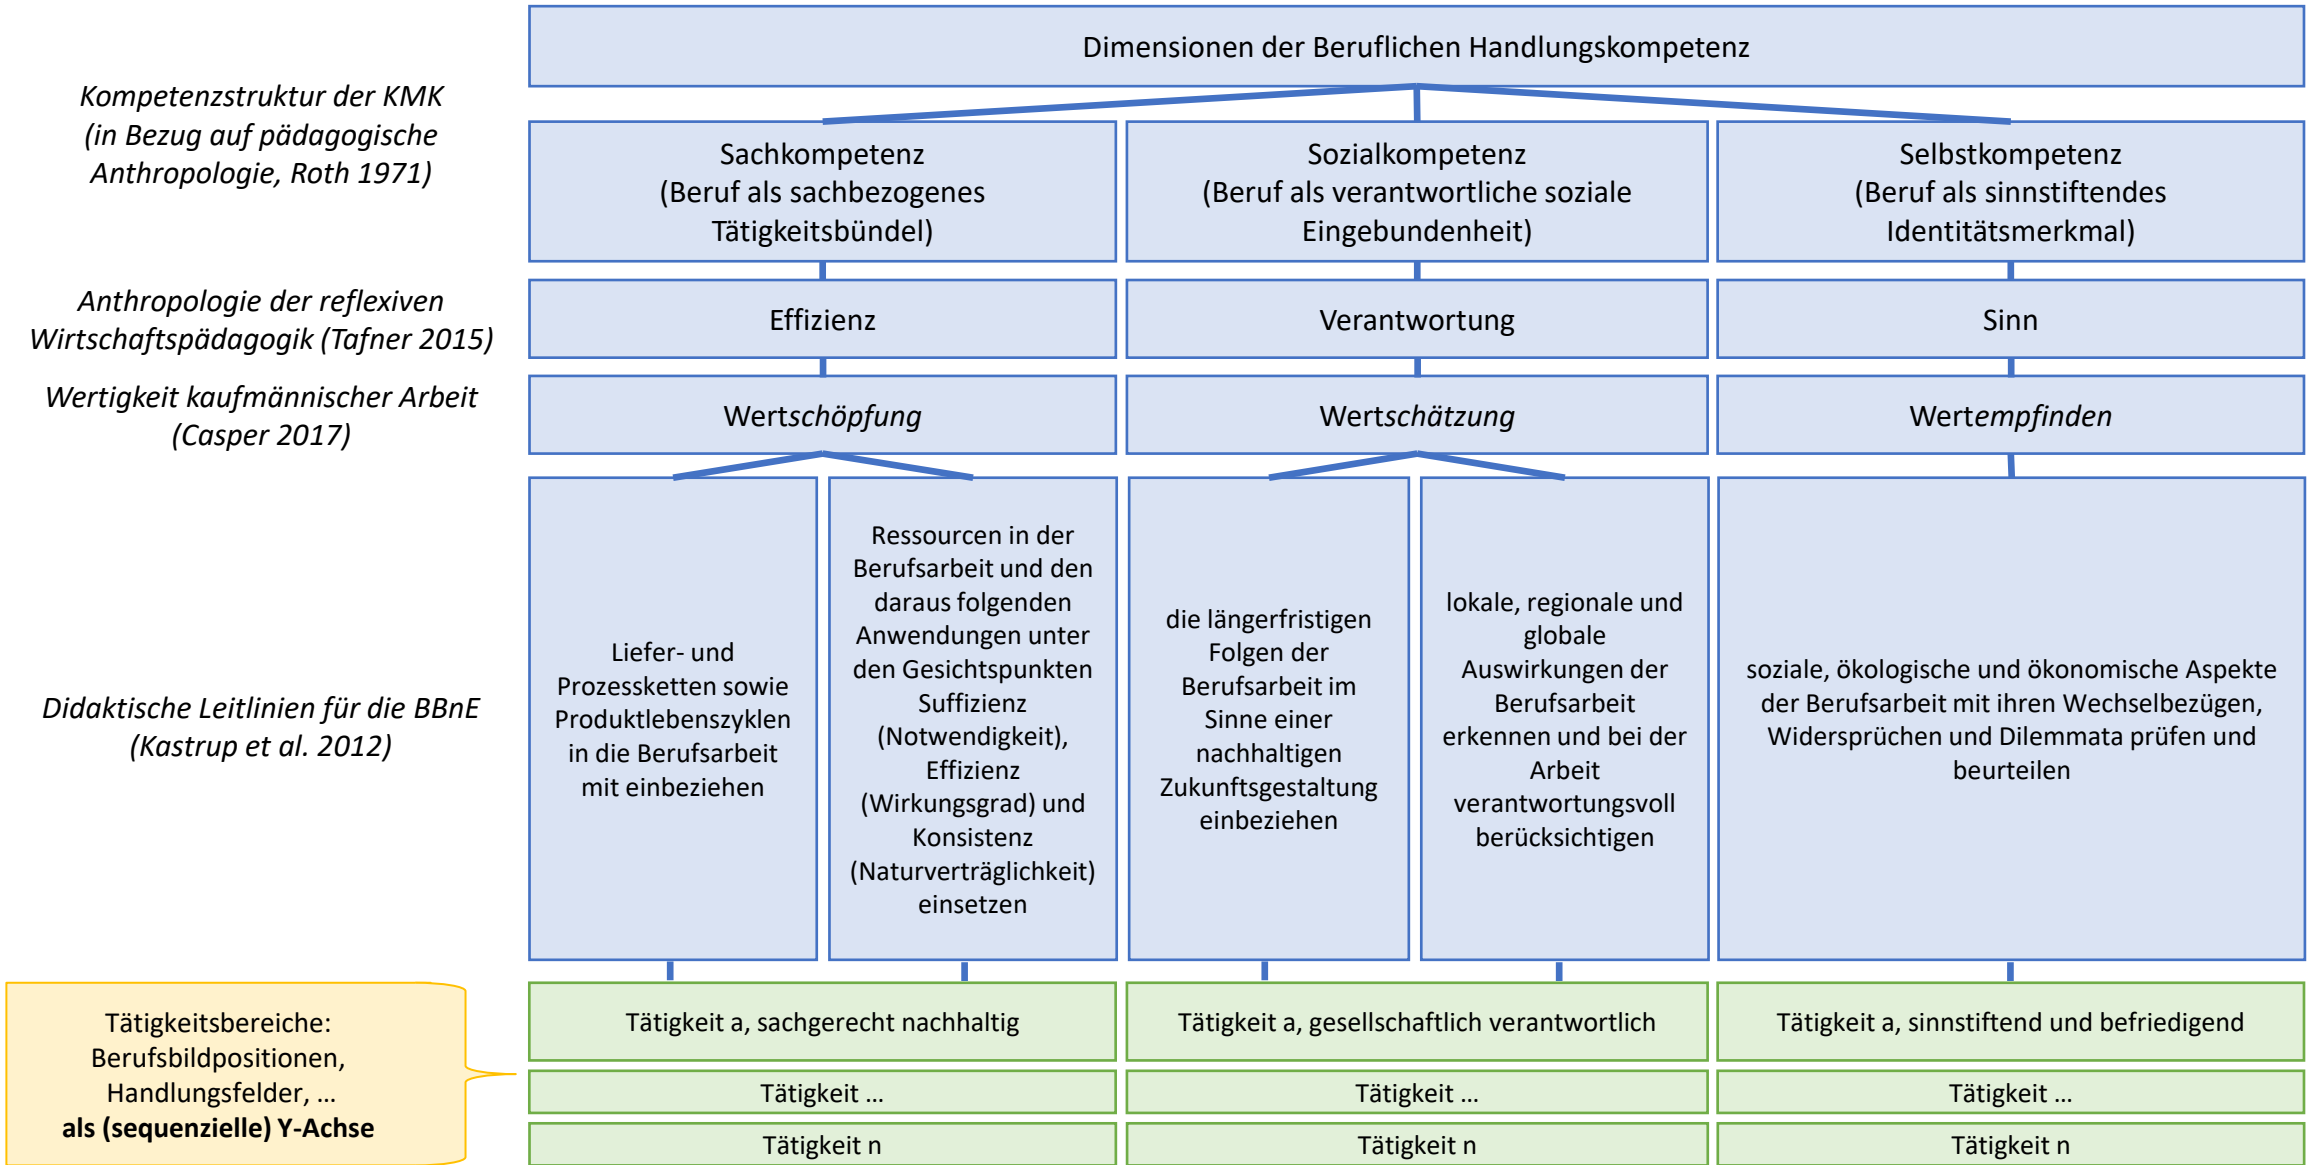 Dimensionen der Beruflichen Handlungskompetenz
Kompetenzstruktur der KMK
(in Bezug auf pädagogische
Anthropologie, Roth 1971)
Sachkompetenz
(Beruf als sachbezogenes
Tätigkeitsbündel)
Sozialkompetenz
(Beruf als verantwortliche soziale
Eingebundenheit)
Selbstkompetenz
(Beruf als sinnstiftendes
Identitätsmerkmal)
Anthropologie der reflexiven
Wirtschaftspädagogik (Tafner 2015)
Effizienz
Verantwortung
Sinn
Wertigkeit kaufmännischer Arbeit
(Casper 2017)
Wertschöpfung
Wertschätzung
Wertempfinden
Didaktische Leitlinien für die BBnE
(Kastrup et al. 2012)
Liefer- und
Prozessketten sowie
Produktlebenszyklen
in die Berufsarbeit
mit einbeziehen
Ressourcen in der
Berufsarbeit und den
daraus folgenden
Anwendungen unter
den Gesichtspunkten
Suffizienz
(Notwendigkeit),
Effizienz
(Wirkungsgrad) und
Konsistenz
(Naturverträglichkeit)
einsetzen
die längerfristigen
Folgen der
Berufsarbeit im
Sinne einer
nachhaltigen
Zukunftsgestaltung
einbeziehen
lokale, regionale und
globale
Auswirkungen der
Berufsarbeit
erkennen und bei der
Arbeit
verantwortungsvoll
berücksichtigen
soziale, ökologische und ökonomische Aspekte
der Berufsarbeit mit ihren Wechselbezügen,
Widersprüchen und Dilemmata prüfen und
beurteilen
Tätigkeitsbereiche:
Berufsbildpositionen,
Handlungsfelder, …
als (sequenzielle) Y-Achse
Tätigkeit a, sachgerecht nachhaltig
Tätigkeit a, gesellschaftlich verantwortlich
Tätigkeit a, sinnstiftend und befriedigend
Tätigkeit …
Tätigkeit …
Tätigkeit …
Tätigkeit n
Tätigkeit n
Tätigkeit n